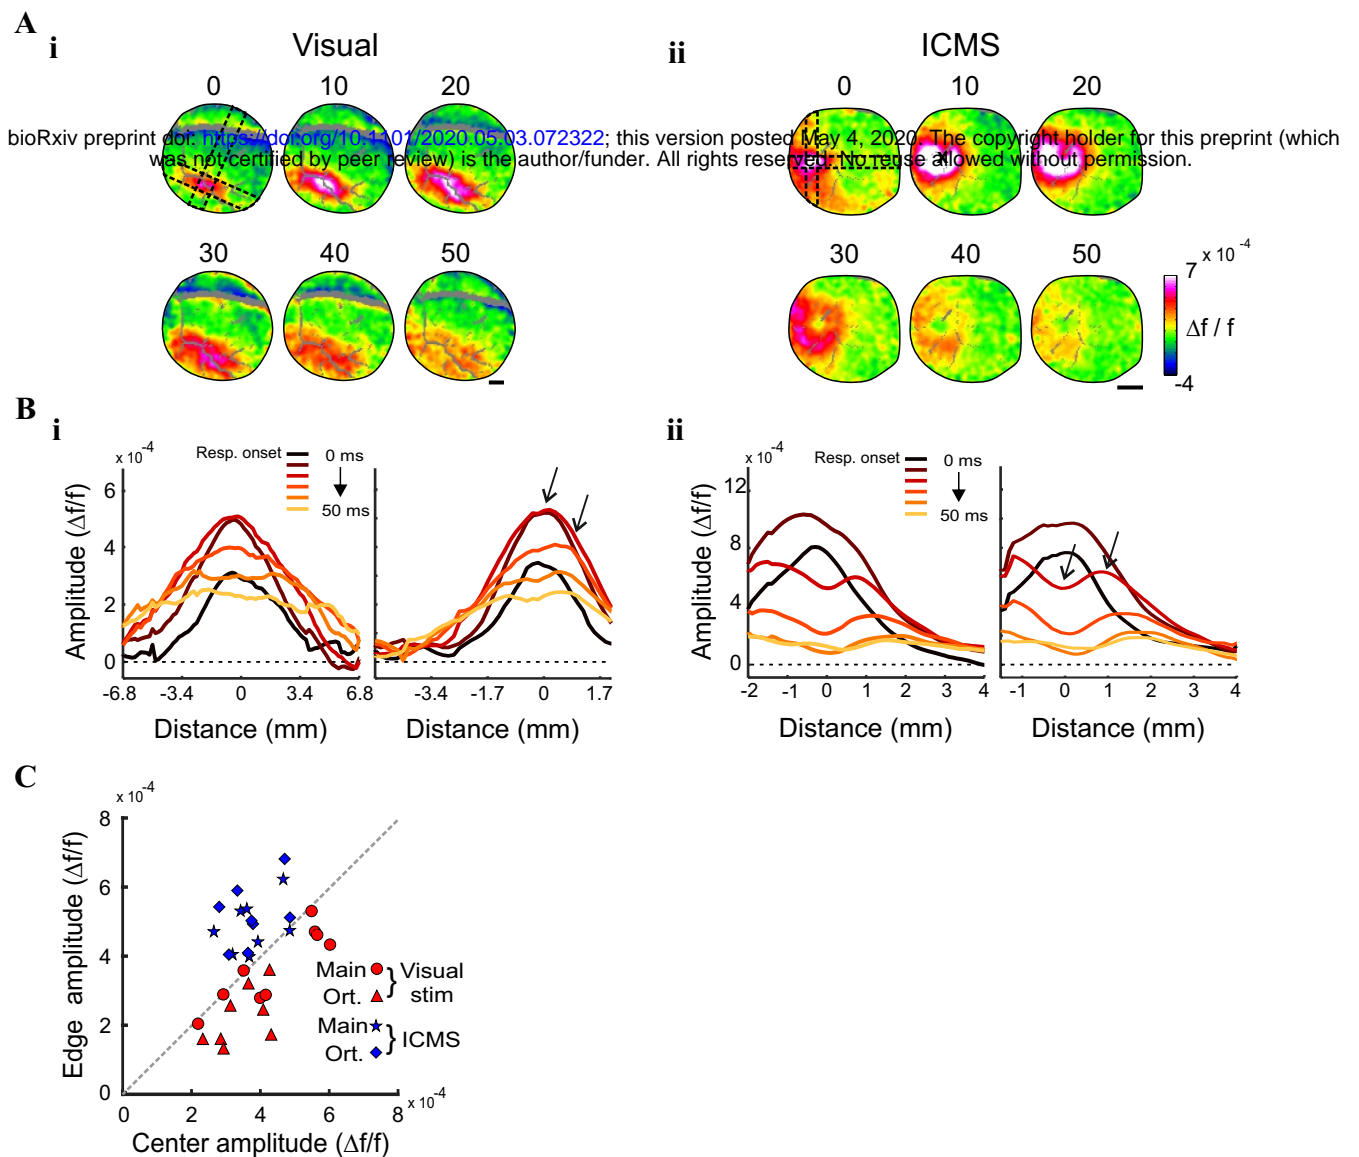 A
i
Visual
ii
ICMS
0
10
20
0
10
20
bioRxiv preprint doi: https://doi.org/10.1101/2020.05.03.072322; this version posted May 4, 2020. The copyright holder for this preprint (which
was not certified by peer review) is the author/funder. All rights reserved. No reuse allowed without permission.
x
30
40
50
30
40
50
7 x 10 -4
Δf / f
-4
B
i
ii
x 10 -4
Resp. onset
0 ms
50 ms
6
4
2
0
Amplitude (Δf/f)
-6.8 -3.4 0 3.4 6.8
Distance (mm)
-3.4 -1.7 0 1.7
Distance (mm)
x 10 -4
Resp. onset
0 ms
50 ms
12
8
4
0
Amplitude (Δf/f)
-2 -1 0 1 2 4
Distance (mm)
-1 0 1 2 3 4
Distance (mm)
C
x 10 -4
8
6
4
2
0
Edge amplitude (Δf/f)
Main
Ort.
Visual
stim
Main
Ort.
ICMS
0 2 4 6 8
x 10 -4
Center amplitude (Δf/f)